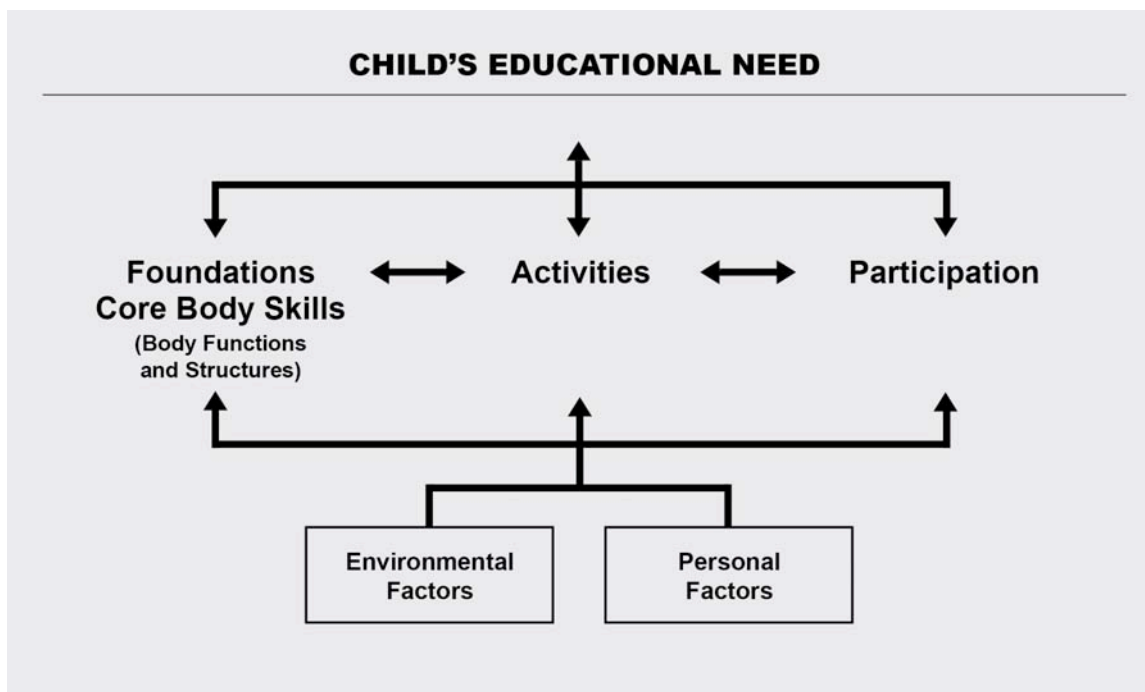 CHILD'S EDUCATIONAL NEED
Foundations
Core Body Skills
(Body Functions
and Structures)
Activities
Participation
Environmental
Factors
Personal
Factors